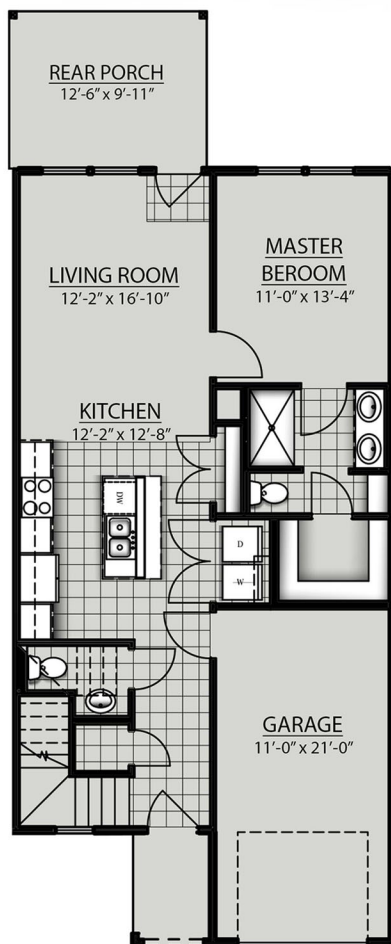 REAR PORCH
12'-6" x 9'-11"
LIVING ROOM
12'-2" x 16'-10"
MASTER
BEROOM
11'-0" x 13'-4"
KITCHEN
12'-2" x 12'-8"
DW
D
W
GARAGE
11'-0" x 21'-0"